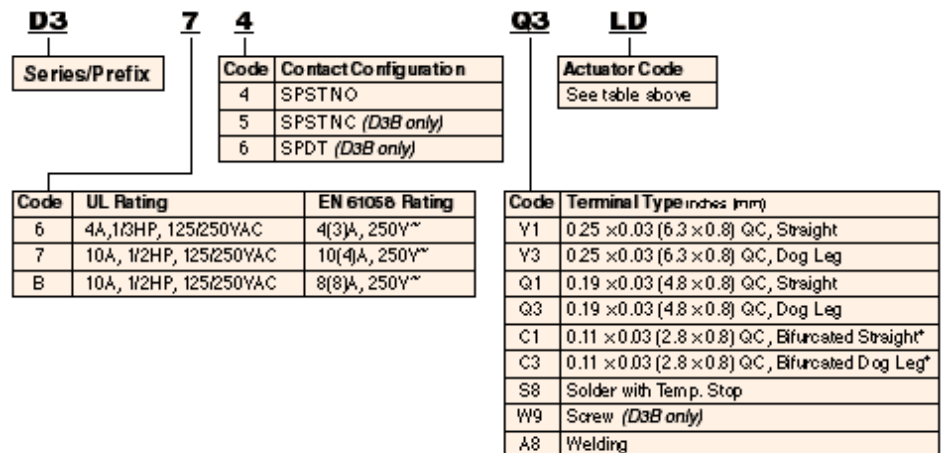 D3 7 4 Q3 LD
Series/Prefix
Code Contact Configuration
4 SPSTNO
5 SPSTNC (D3B only)
6 SPDT (D3B only)
Actuator Code
See table above
Code UL Rating EN 61058 Rating
6 4A,1/3HP, 125/250VAC 4(3)A, 250V~
7 10A, 1/2HP, 125/250VAC 10(4)A, 250V~
B 10A, 1/2HP, 125/250VAC 8(8)A, 250V~
Code Terminal Type inches (mm)
V1 0.25 ×0.03 (6.3 ×0.8) QC, Straight
V3 0.25 ×0.03 (6.3 ×0.8) QC, Dog Leg
Q1 0.19 ×0.03 (4.8 ×0.8) QC, Straight
Q3 0.19 ×0.03 (4.8 ×0.8) QC, Dog Leg
C1 0.11 ×0.03 (2.8 ×0.8) QC, Bifurcated Straight*
C3 0.11 ×0.03 (2.8 ×0.8) QC, Bifurcated Dog Leg*
S8 Solder with Temp. Stop
W9 Screw (D3B only)
A8 Welding